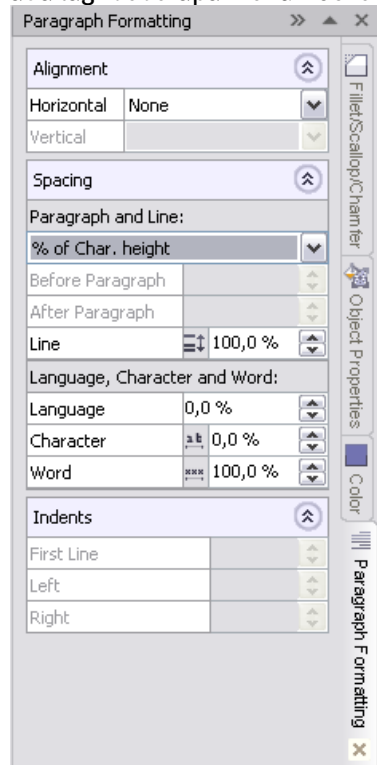 Paragraph Formatting
Alignment
Horizontal None
Vertical
Spacing
Paragraph and Line:
% of Char. height
Before Paragraph
After Paragraph
Line 100,0 %
Language, Character and Word:
Language 0,0 %
Character ab 0,0 %
Word xxx 100,0 %
Indents
First Line
Left
Right
Fillet/Scallop/Chamfer
Object Properties
Color
Paragraph Formatting